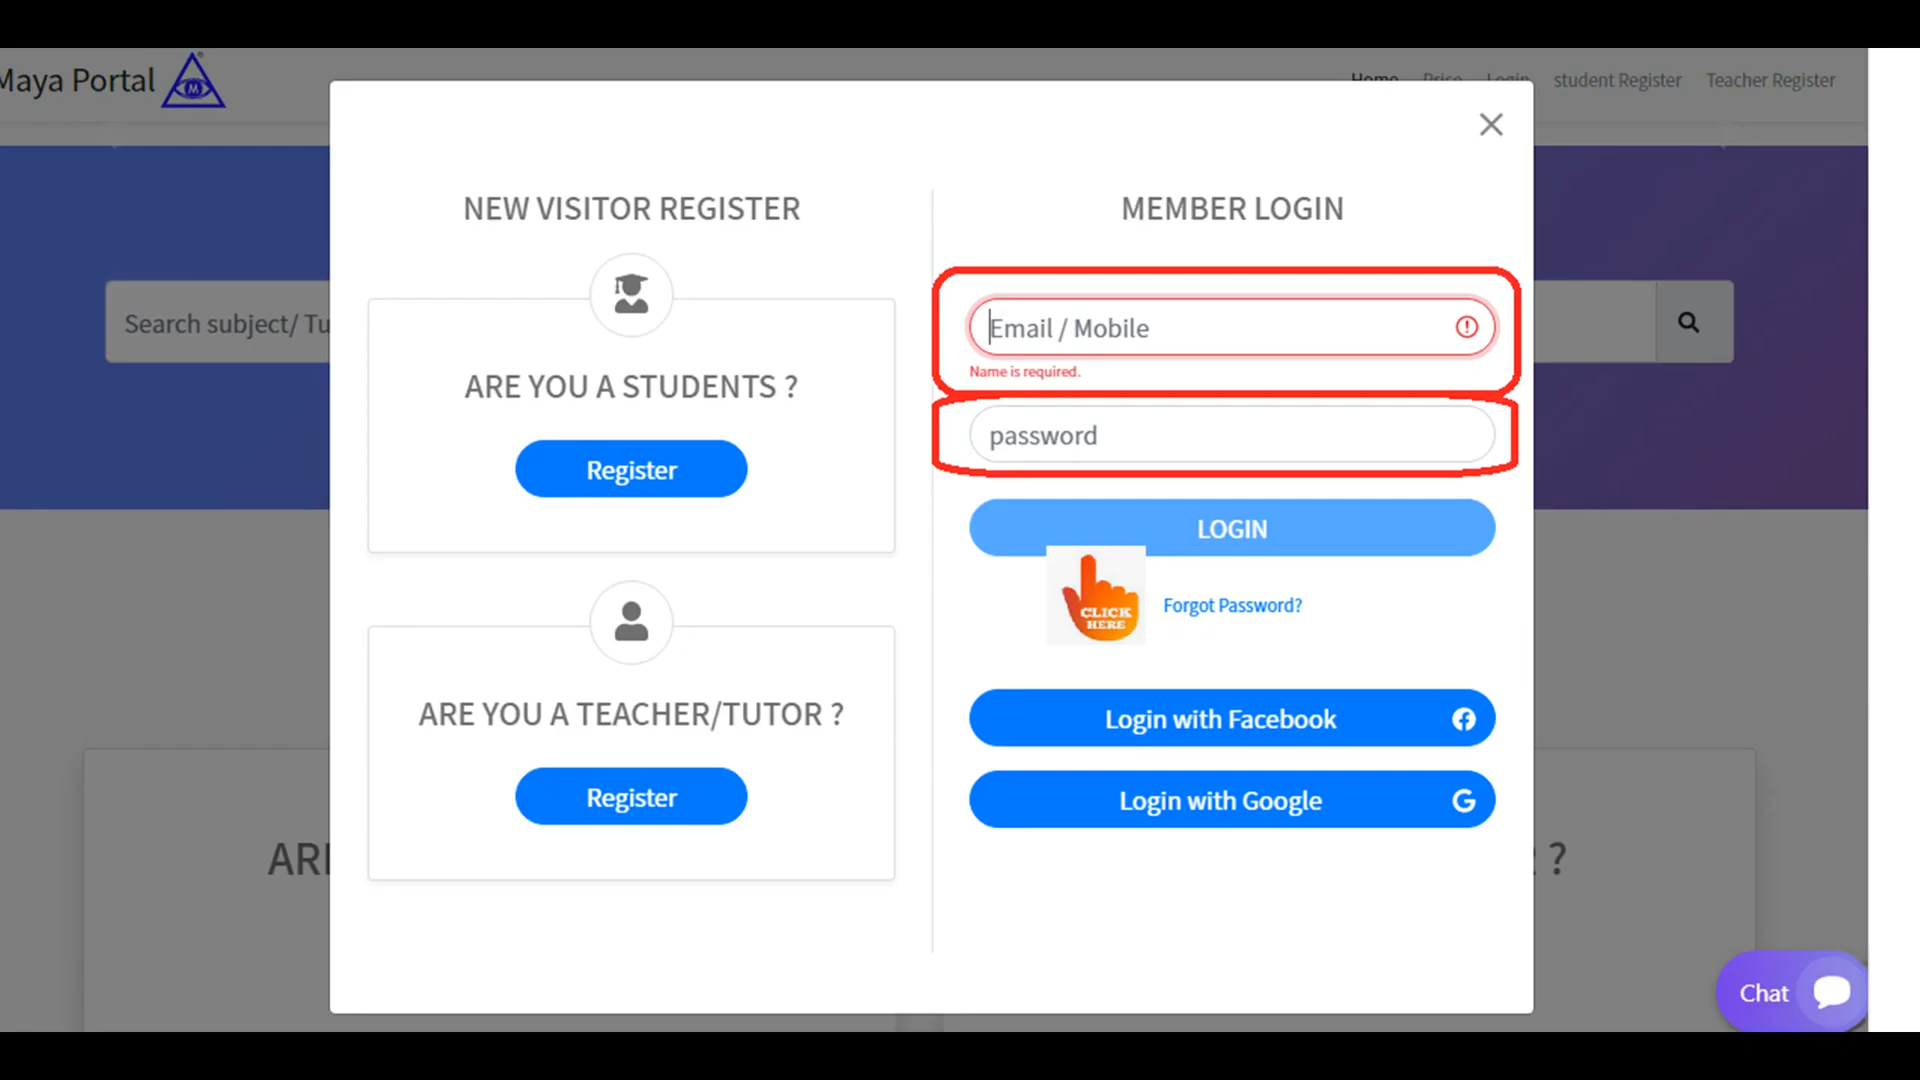 Maya Portal
M
Home Price Login student Register Teacher Register
NEW VISITOR REGISTER
MEMBER LOGIN
Search subject/ Tu
Email / Mobile
Name is required.
ARE YOU A STUDENTS ?
password
Register
LOGIN
CLICK
HERE
Forgot Password?
ARE YOU A TEACHER/TUTOR ?
Login with Facebook
Register
Login with Google
?
Chat